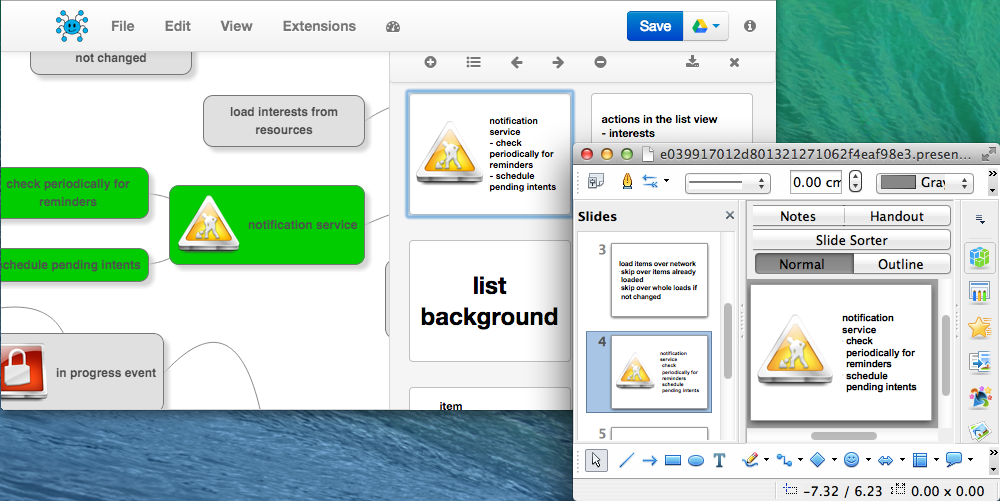 File Edit View Extensions
Save
not changed
load interests from
resources
check periodically for
reminders
notification service
schedule pending intents
in progress event
notification
service
- check
periodically for
reminders
- schedule
pending intents
actions in the list view
- interests
list
background
item
e039917012d801321271062f4eaf98e3.presen...
0.00 cm
Gray
Slides
3
load items over network
skip over items already
loaded
skip over whole loads if
not changed
4
notification
service
check
periodically for
reminders
schedule
pending intents
5
Notes Handout
Slide Sorter
Normal Outline
notification
service
check
periodically for
reminders
schedule
pending intents
T
-7.32 / 6.23 0.00 x 0.00